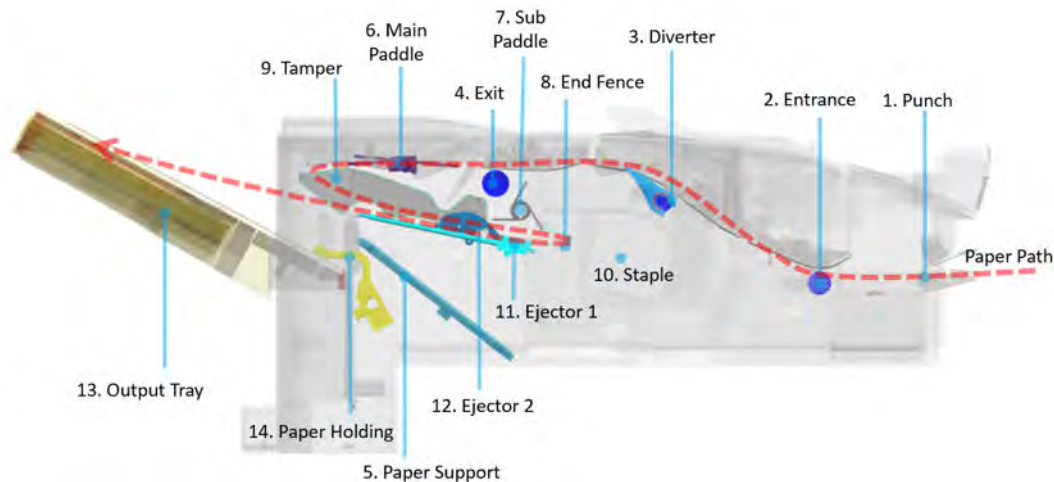 7. Sub
Paddle
6. Main
Paddle
3. Diverter
9. Tamper
4. Exit
8. End Fence
2. Entrance
1. Punch
Paper Path
10. Staple
11. Ejector 1
13. Output Tray
12. Ejector 2
14. Paper Holding
5. Paper Support